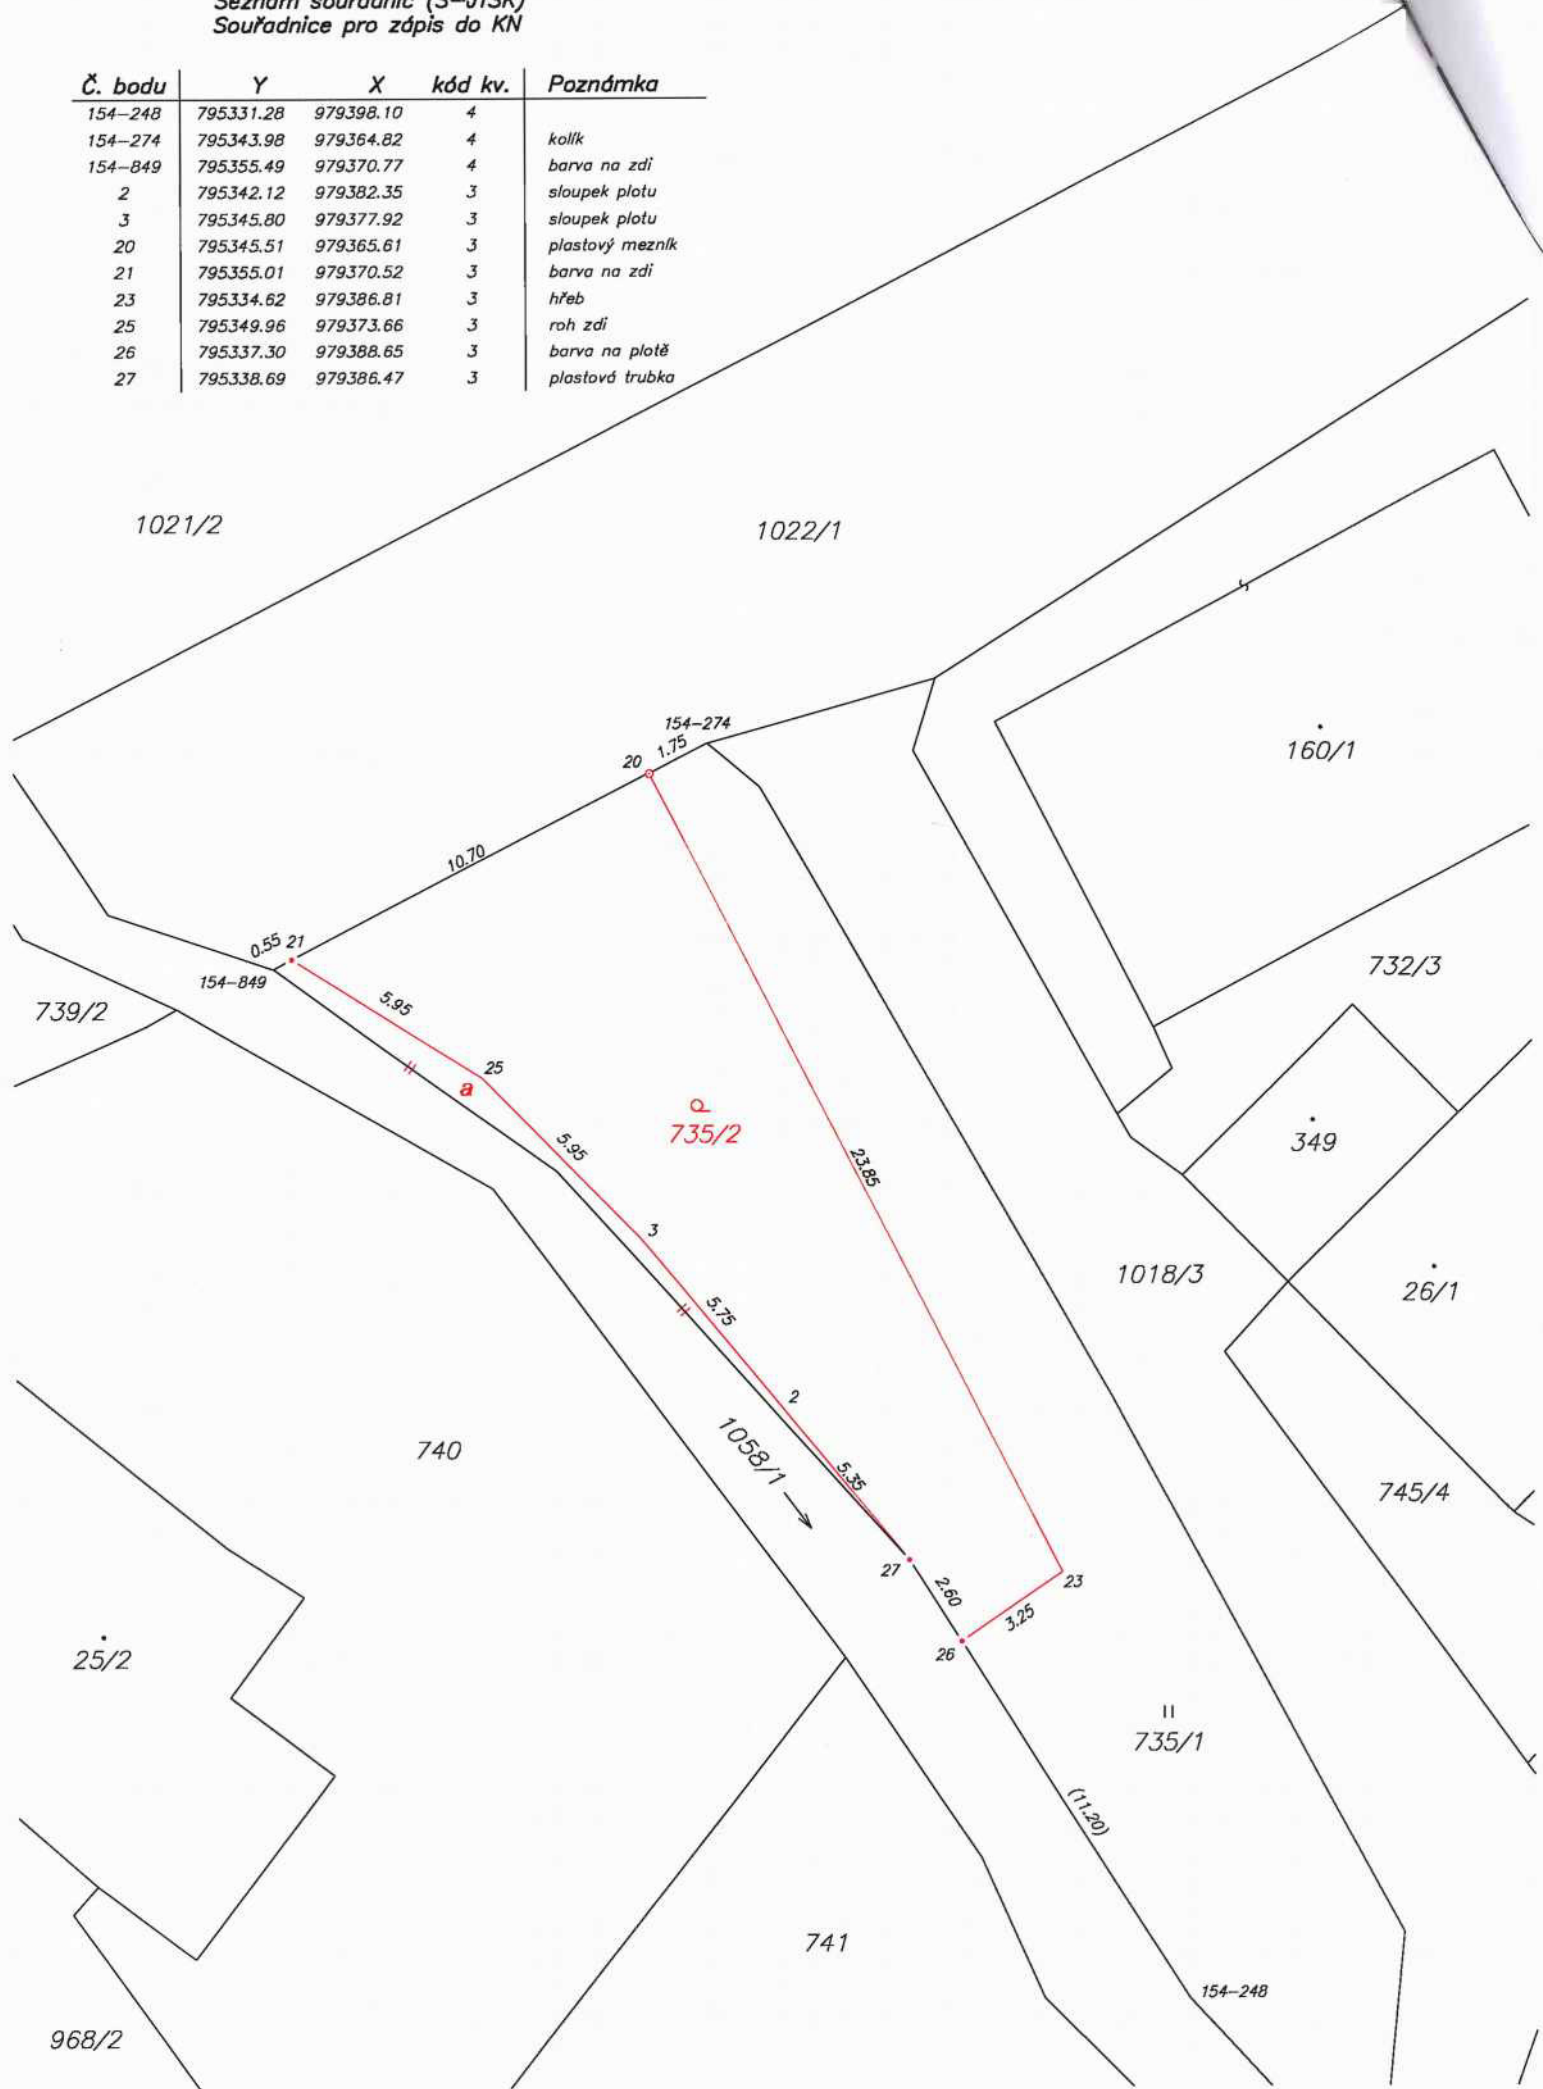 Seznam souřadnic (S-JTSK)
Souřadnice pro zápis do KN
Č. bodu Y X kód kv. Poznámka
154-248 795331.28 979398.10 4
154-274 795343.98 979364.82 4 kolík
154-849 795355.49 979370.77 4 barva na zdi
2 795342.12 979382.35 3 sloupek plotu
3 795345.80 979377.92 3 sloupek plotu
20 795345.51 979365.61 3 plastový mezník
21 795355.01 979370.52 3 barva na zdi
23 795334.62 979386.81 3 hřeb
25 795349.96 979373.66 3 roh zdi
26 795337.30 979388.65 3 barva na plotě
27 795338.69 979386.47 3 plastová trubka
1021/2
1022/1
154-274
1.75
20
160/1
10.70
0.55 21
154-849
732/3
739/2
5.95
25
a
735/2
349
5.95
23.85
3
1018/3
26/1
5.75
2
1058/1
740
5.35
745/4
27
2.60
23
3.25
26
25/2
735/1
(11.20)
741
154-248
968/2